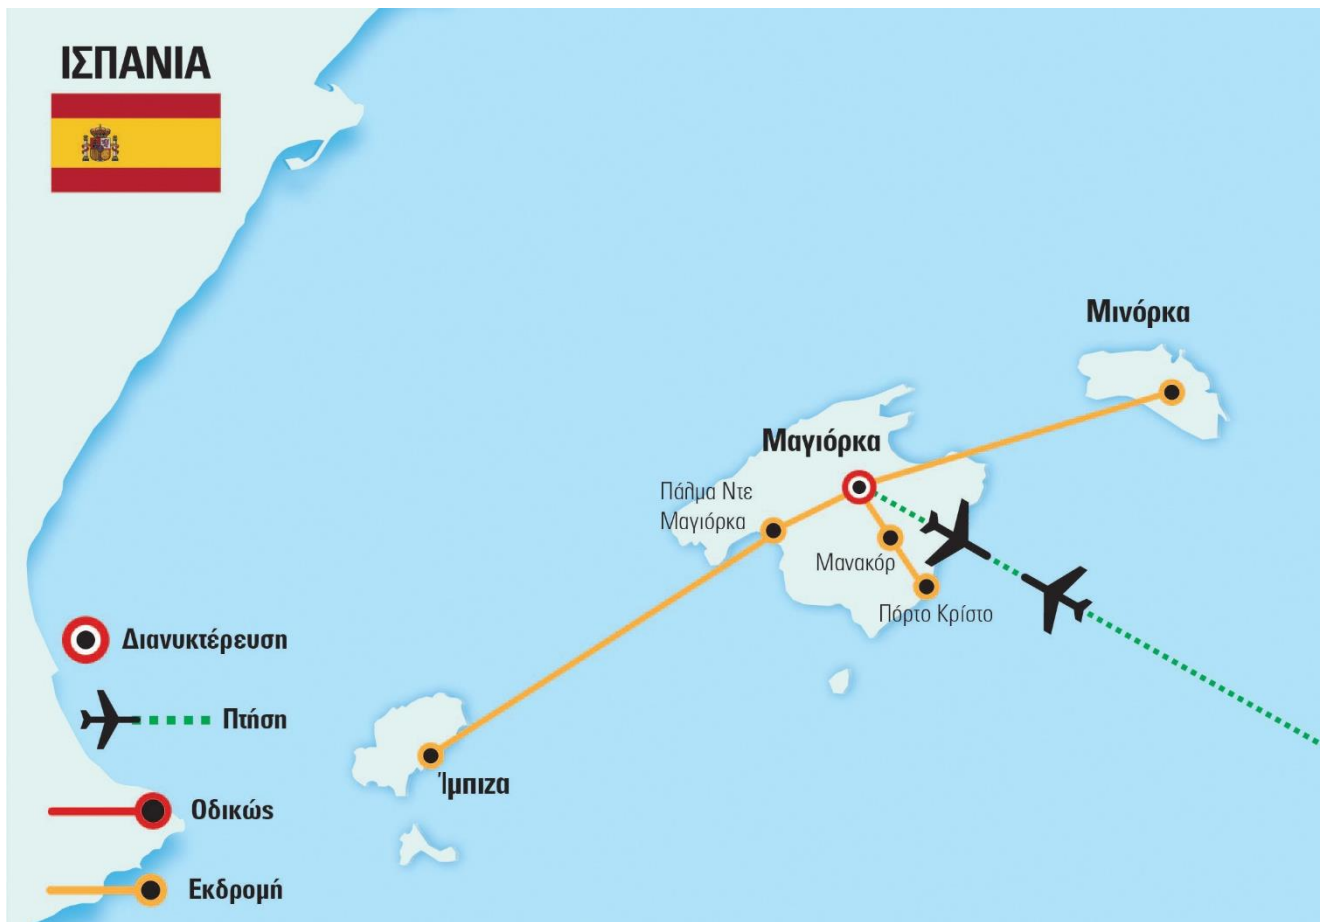 ΙΣΠΑΝΙΑ
Μινόρκα
Μαγιόρκα
Πάλμα Ντε
Μαγιόρκα
Μανακόρ
Πόρτο Κρίστο
Ίμπιζα
Διανυκτέρευση
Πτήση
Οδικώς
Εκδρομή